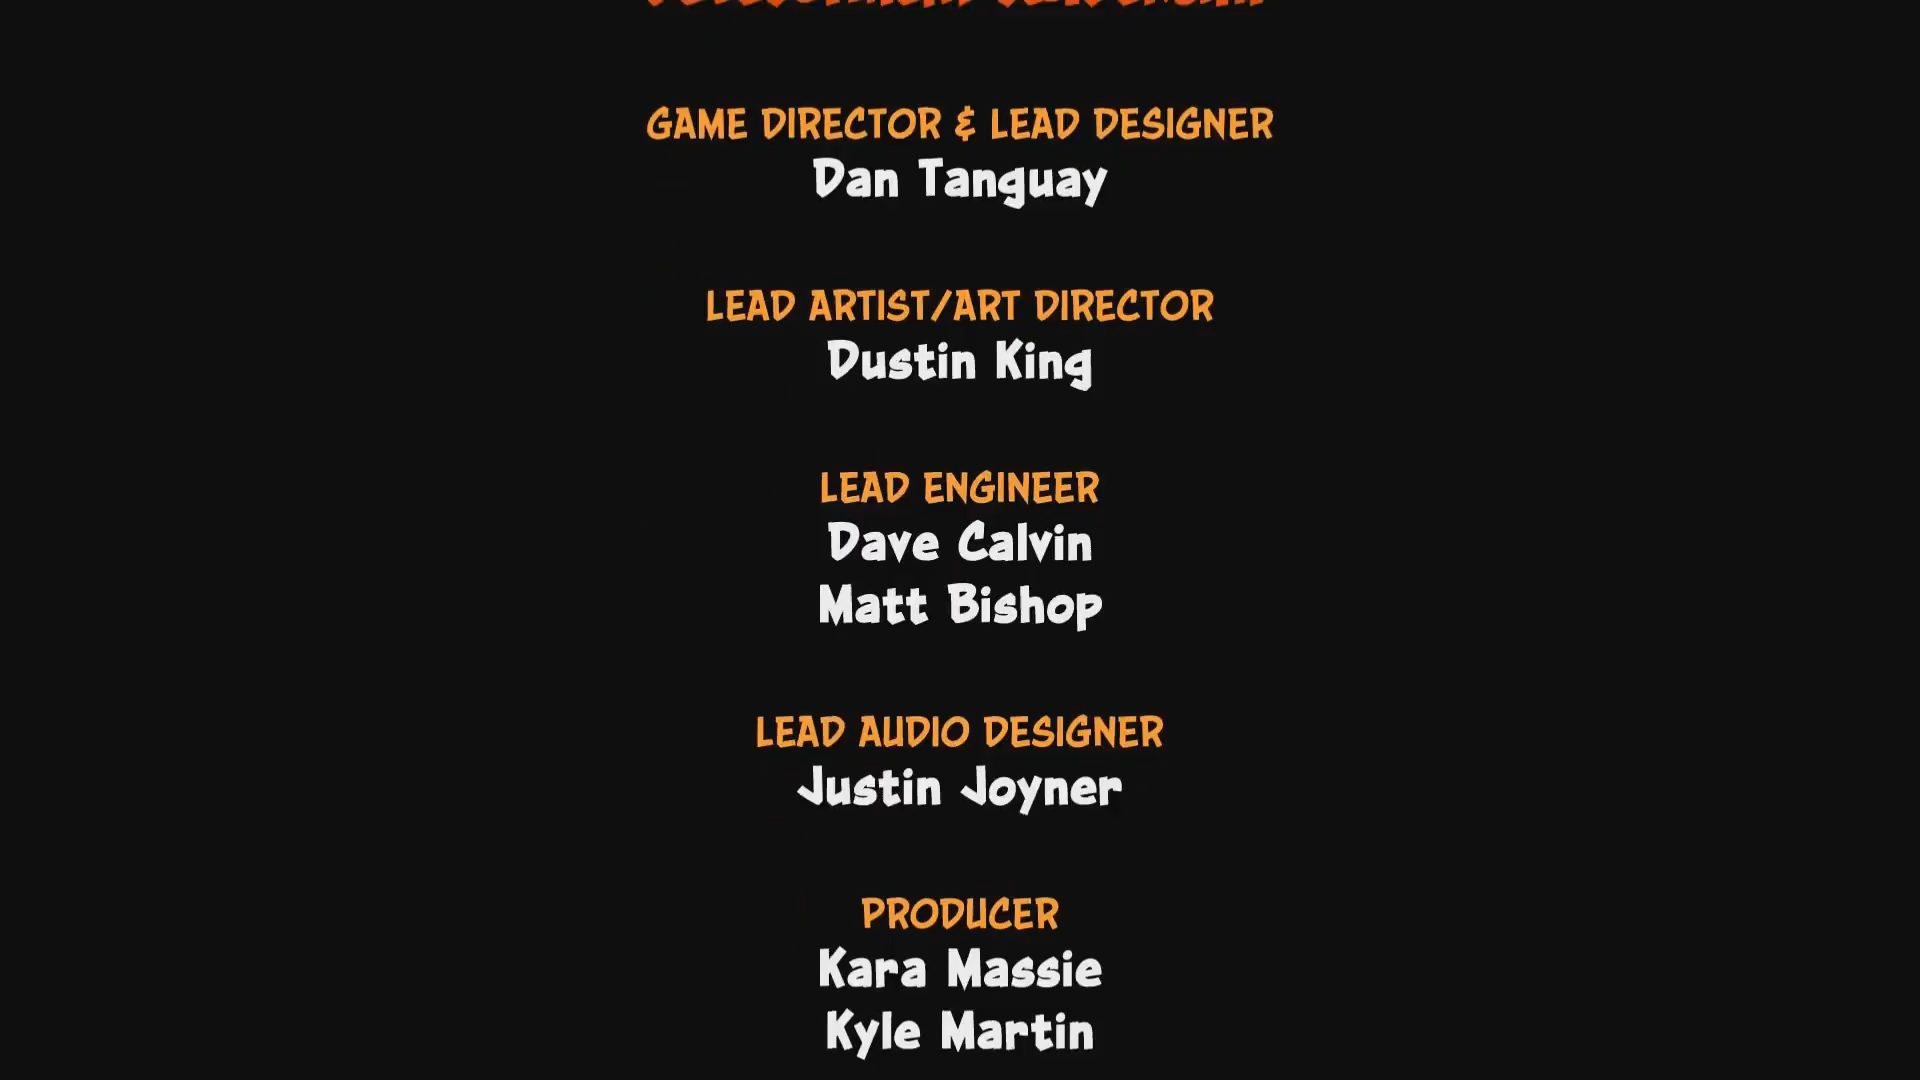 GAME DIRECTOR & LEAD DESIGNER
Dan Tanguay
LEAD ARTIST/ART DIRECTOR
Dustin King
LEAD ENGINEER
Dave Calvin
Matt Bishop
LEAD AUDIO DESIGNER
Justin Joyner
PRODUCER
Kara Massie
Kyle Martin